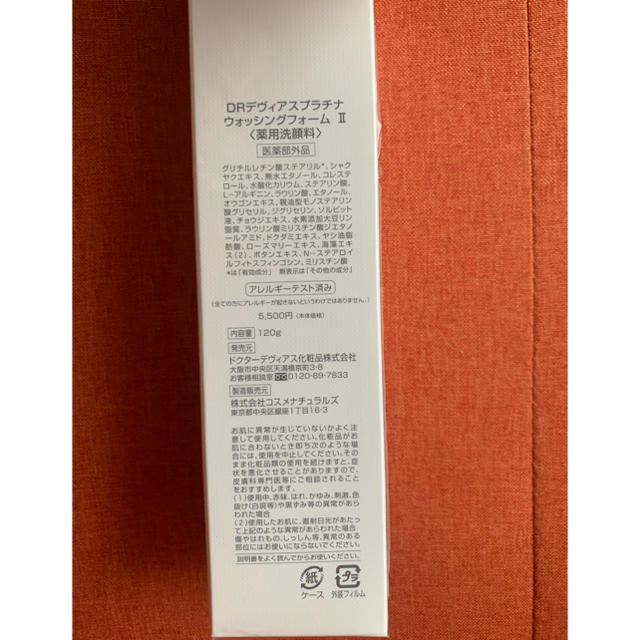 DRデヴィアスプラチナ
ウォッシングフォーム Ⅱ
〈薬用洗顔料〉
医薬部外品
グリチルレチン酸ステアリル*、シャク
ヤクエキス、無水エタノール、コレステ
ロール、水酸化カリウム、ステアリン酸、
L-アルギニン、ラウリン酸、エタノール、
オウゴンエキス、親油型モノステアリン
酸グリセリル、ジグリセリン、ソルビット
液、チョウジエキス、水素添加大豆リン
脂質、ラウリン酸ミリスチン酸ジエタノ
ールアミド、ドクダミエキス、ヤシ油脂
肪酸、ローズマリーエキス、海藻エキ
ス(2)、ボタンエキス、N-ステアロイ
ルフィトスフィンゴシン、ミリスチン酸
*は「有効成分」 無表示は「その他の成分」
アレルギーテスト済み
(全ての方にアレルギーが起きないというわけではありません。)
5,500円〈本体価格〉
内容量 120g
発売元
ドクターデヴィアス化粧品株式会社
大阪市中央区天満橋京町3-8
お客様相談室 0120-89-7833
製造販売元
株式会社コスメナチュラルズ
東京都中央区銀座1丁目16-3
お肌に異常が生じていないかよく注
意して使用してください。化粧品がお
肌に合わないとき即ち次のような場
合には、使用を中止してください。そ
のまま化粧品類の使用を続けますと、症
状を悪化させることがありますので、
皮膚科専門医等にご相談されること
をおすすめします。
(1)使用中、赤味、はれ、かゆみ、刺激、色
抜け(白斑等)や黒ずみ等の異常があら
われた場合
(2)使用したお肌に、直射日光があたっ
て上記のような異常があらわれた場合
傷やはれもの、しっしん等、異常のある
部位にはお使いにならないでください。
説明書をよく読んでからお使いください。
紙 プラ
ケース 外装フィルム